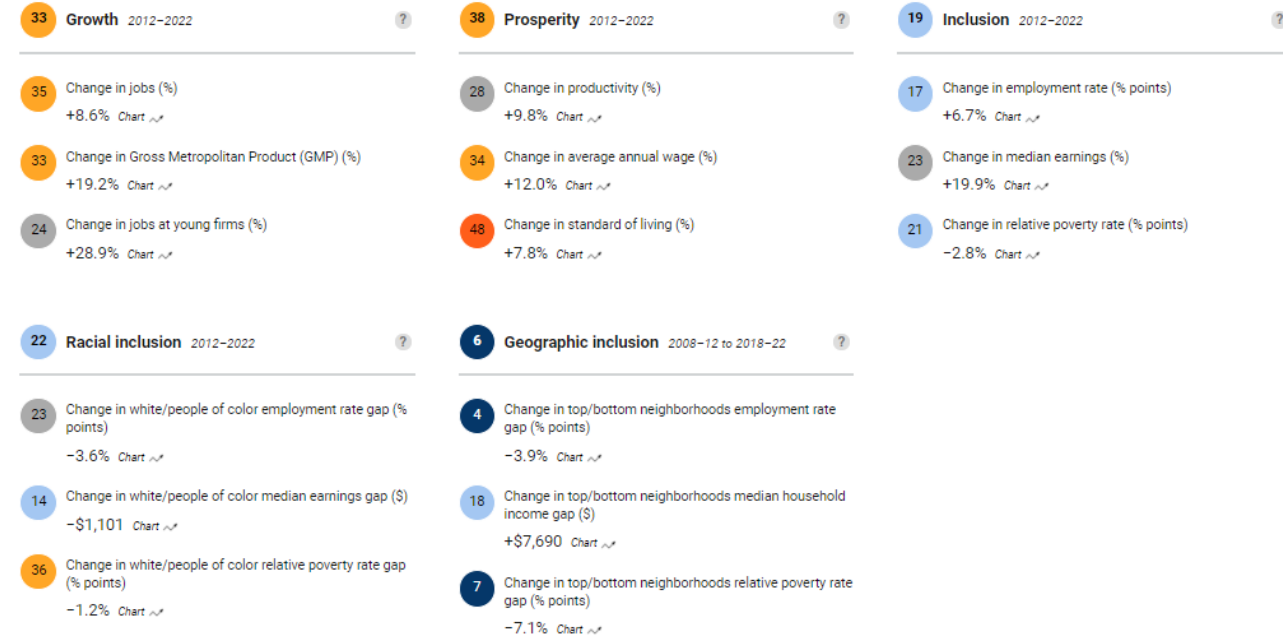 33 Growth 2012–2022 ?
35 Change in jobs (%)
+8.6% Chart
33 Change in Gross Metropolitan Product (GMP) (%)
+19.2% Chart
24 Change in jobs at young firms (%)
+28.9% Chart
38 Prosperity 2012–2022 ?
28 Change in productivity (%)
+9.8% Chart
34 Change in average annual wage (%)
+12.0% Chart
48 Change in standard of living (%)
+7.8% Chart
19 Inclusion 2012–2022 ?
17 Change in employment rate (% points)
+6.7% Chart
23 Change in median earnings (%)
+19.9% Chart
21 Change in relative poverty rate (% points)
−2.8% Chart
22 Racial inclusion 2012–2022 ?
23 Change in white/people of color employment rate gap (%
points)
−3.6% Chart
14 Change in white/people of color median earnings gap ($)
−$1,101 Chart
36 Change in white/people of color relative poverty rate gap
(% points)
−1.2% Chart
6 Geographic inclusion 2008–12 to 2018–22 ?
4 Change in top/bottom neighborhoods employment rate
gap (% points)
−3.9% Chart
18 Change in top/bottom neighborhoods median household
income gap ($)
+$7,690 Chart
7 Change in top/bottom neighborhoods relative poverty rate
gap (% points)
−7.1% Chart